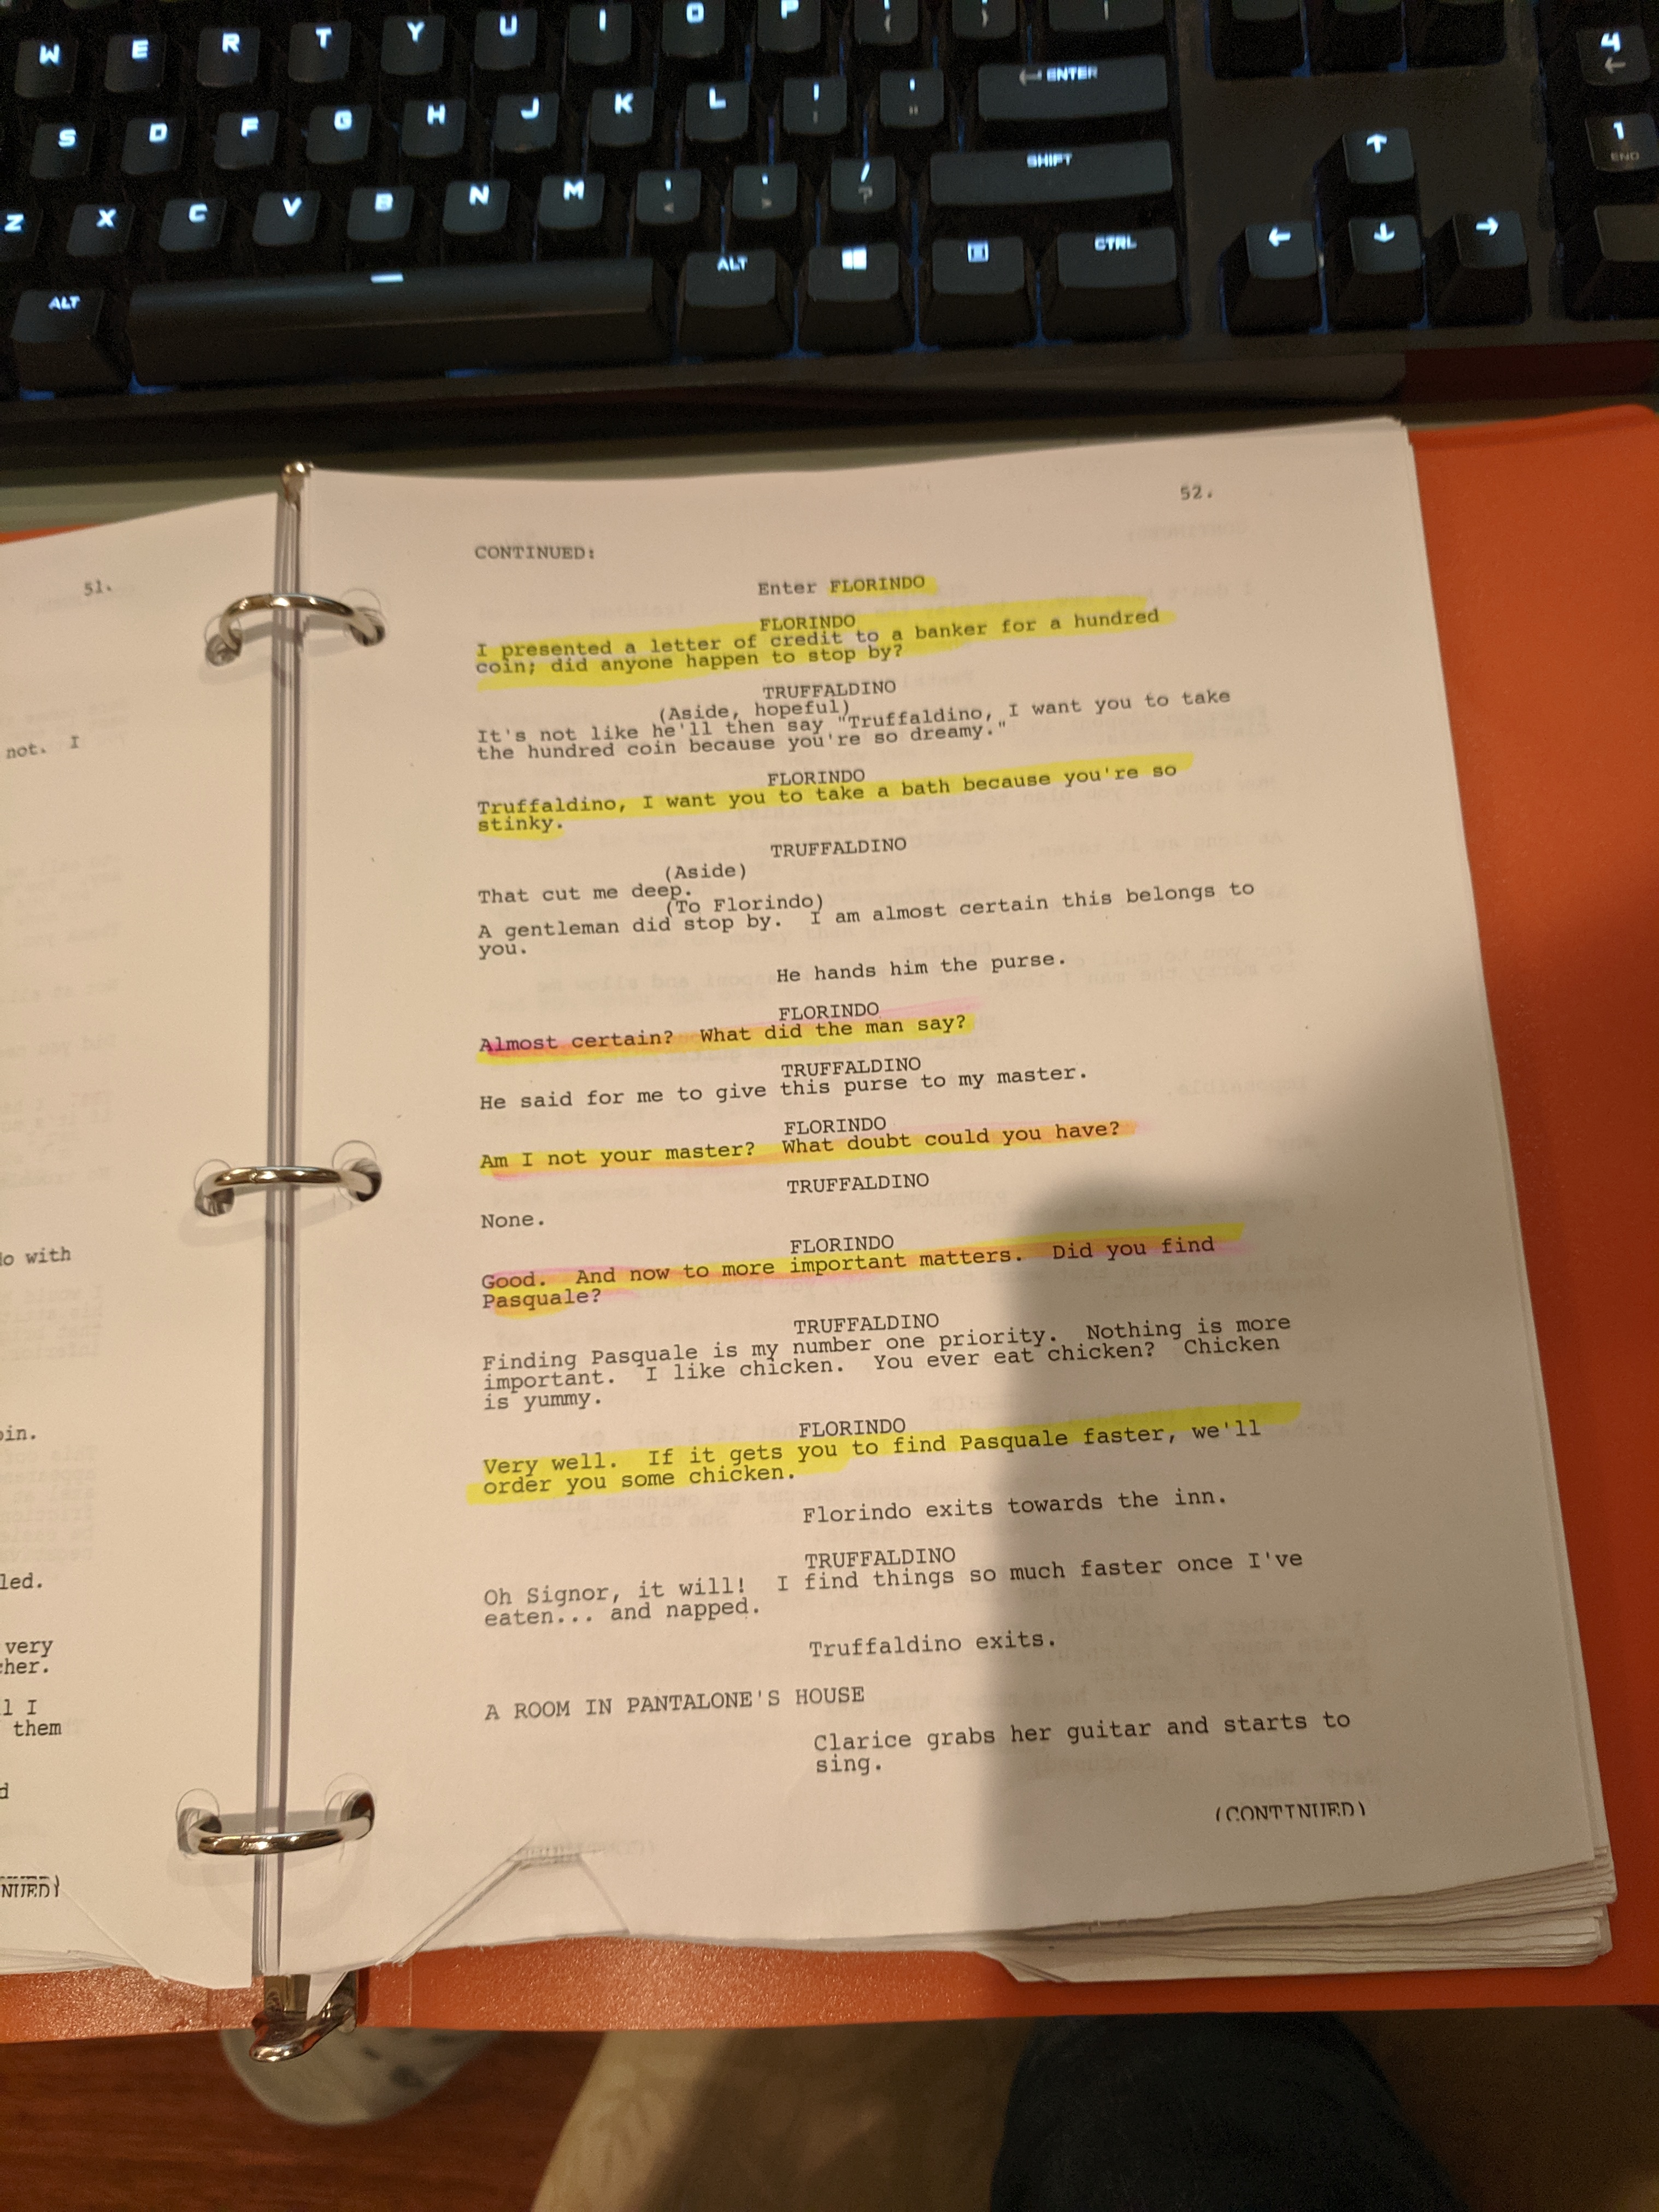 W E R T Y U I O P
S D F G H J K L ENTER
Z X C V B N M / ? SHIFT
ALT ALT CTRL
4
1
END
51.
not. I
do with
oin.
led.
very
cher.
l I
them
d
NUED)
52.
CONTINUED:
Enter FLORINDO
FLORINDO
I presented a letter of credit to a banker for a hundred
coin; did anyone happen to stop by?
TRUFFALDINO
(Aside, hopeful)
It's not like he'll then say "Truffaldino, I want you to take
the hundred coin because you're so dreamy."
FLORINDO
Truffaldino, I want you to take a bath because you're so
stinky.
TRUFFALDINO
(Aside)
That cut me deep.
(To Florindo)
A gentleman did stop by. I am almost certain this belongs to
you.
He hands him the purse.
FLORINDO
Almost certain? What did the man say?
TRUFFALDINO
He said for me to give this purse to my master.
FLORINDO
Am I not your master? What doubt could you have?
TRUFFALDINO
None.
FLORINDO
Good. And now to more important matters. Did you find
Pasquale?
TRUFFALDINO
Finding Pasquale is my number one priority. Nothing is more
important. I like chicken. You ever eat chicken? Chicken
is yummy.
FLORINDO
Very well. If it gets you to find Pasquale faster, we'll
order you some chicken.
Florindo exits towards the inn.
TRUFFALDINO
Oh Signor, it will! I find things so much faster once I've
eaten... and napped.
Truffaldino exits.
A ROOM IN PANTALONE'S HOUSE
Clarice grabs her guitar and starts to
sing.
(CONTINUED)